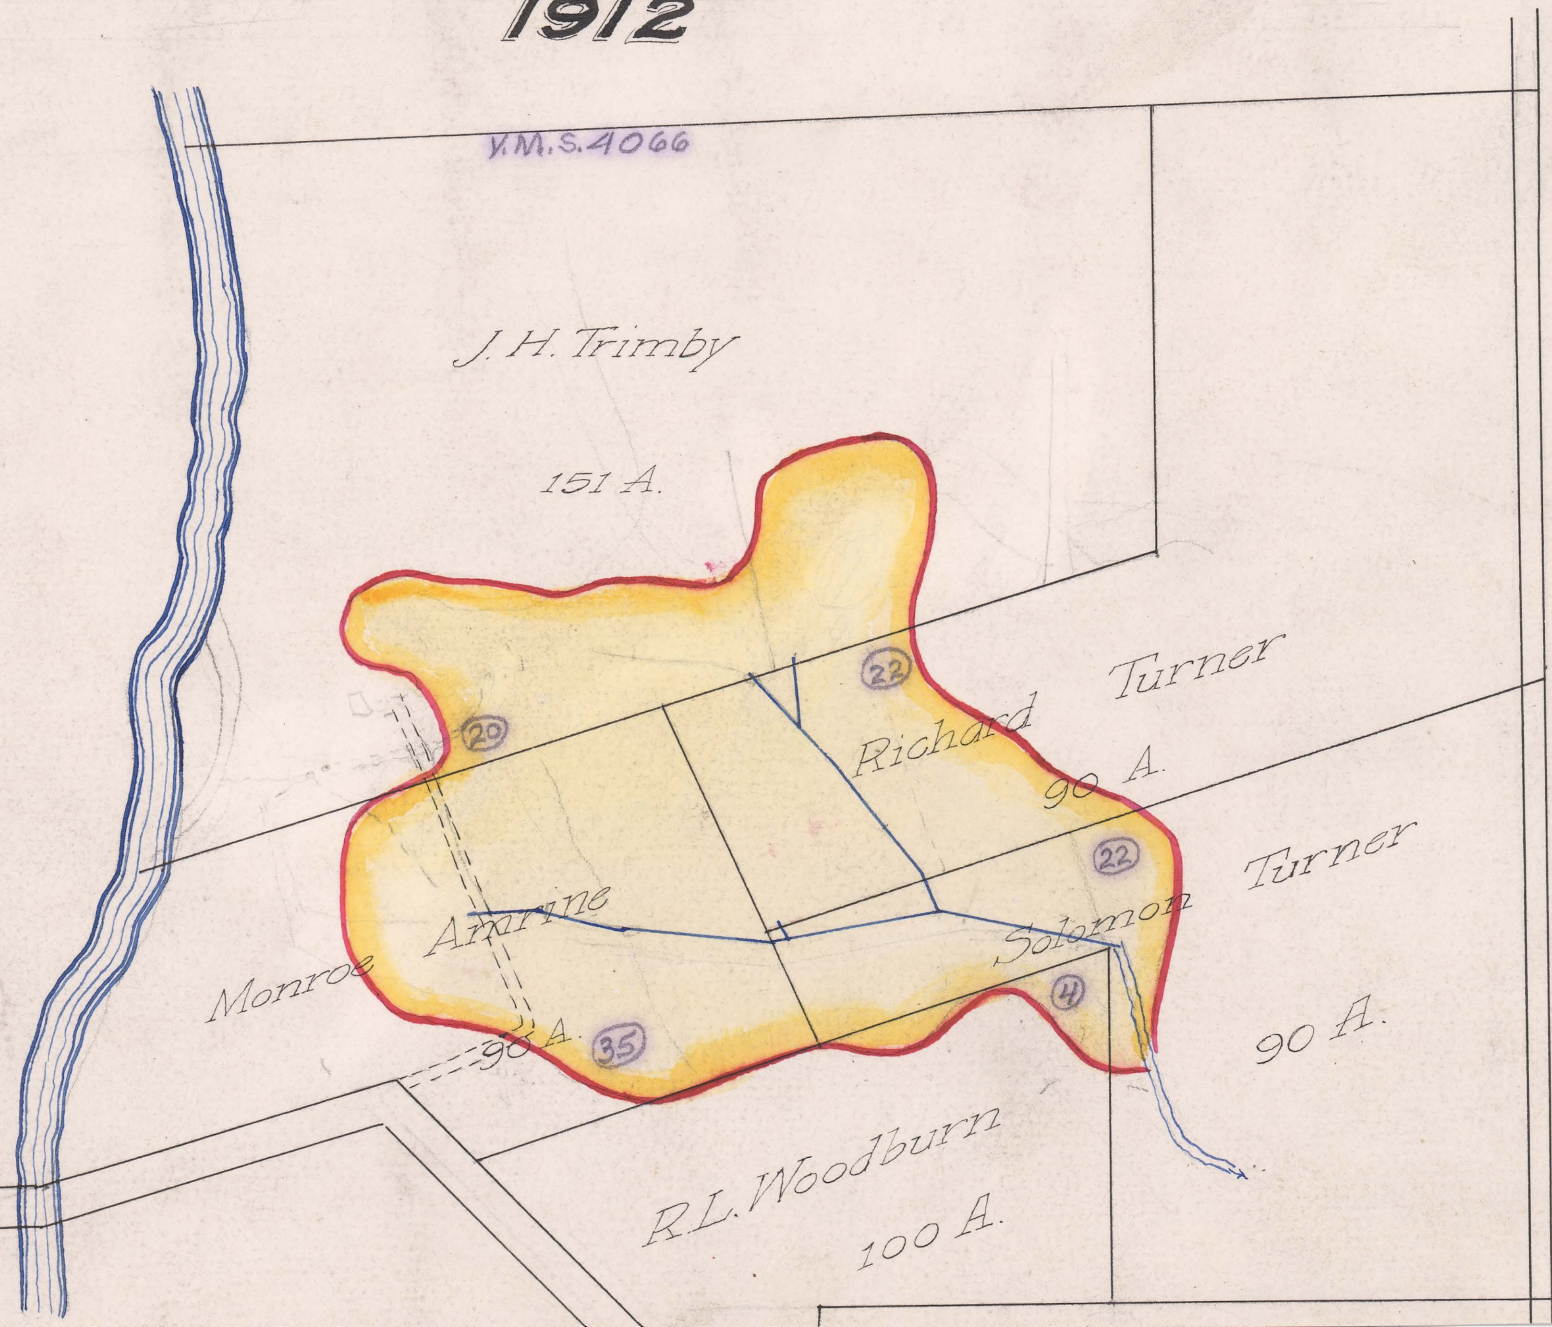 1912
V.M.S. 4066
J. H. Trimby
151 A.
22
Richard Turner
90 A.
20
22
Solomon Turner
90 A.
4
Monroe Amrine
90 A.
35
R. L. Woodburn
100 A.